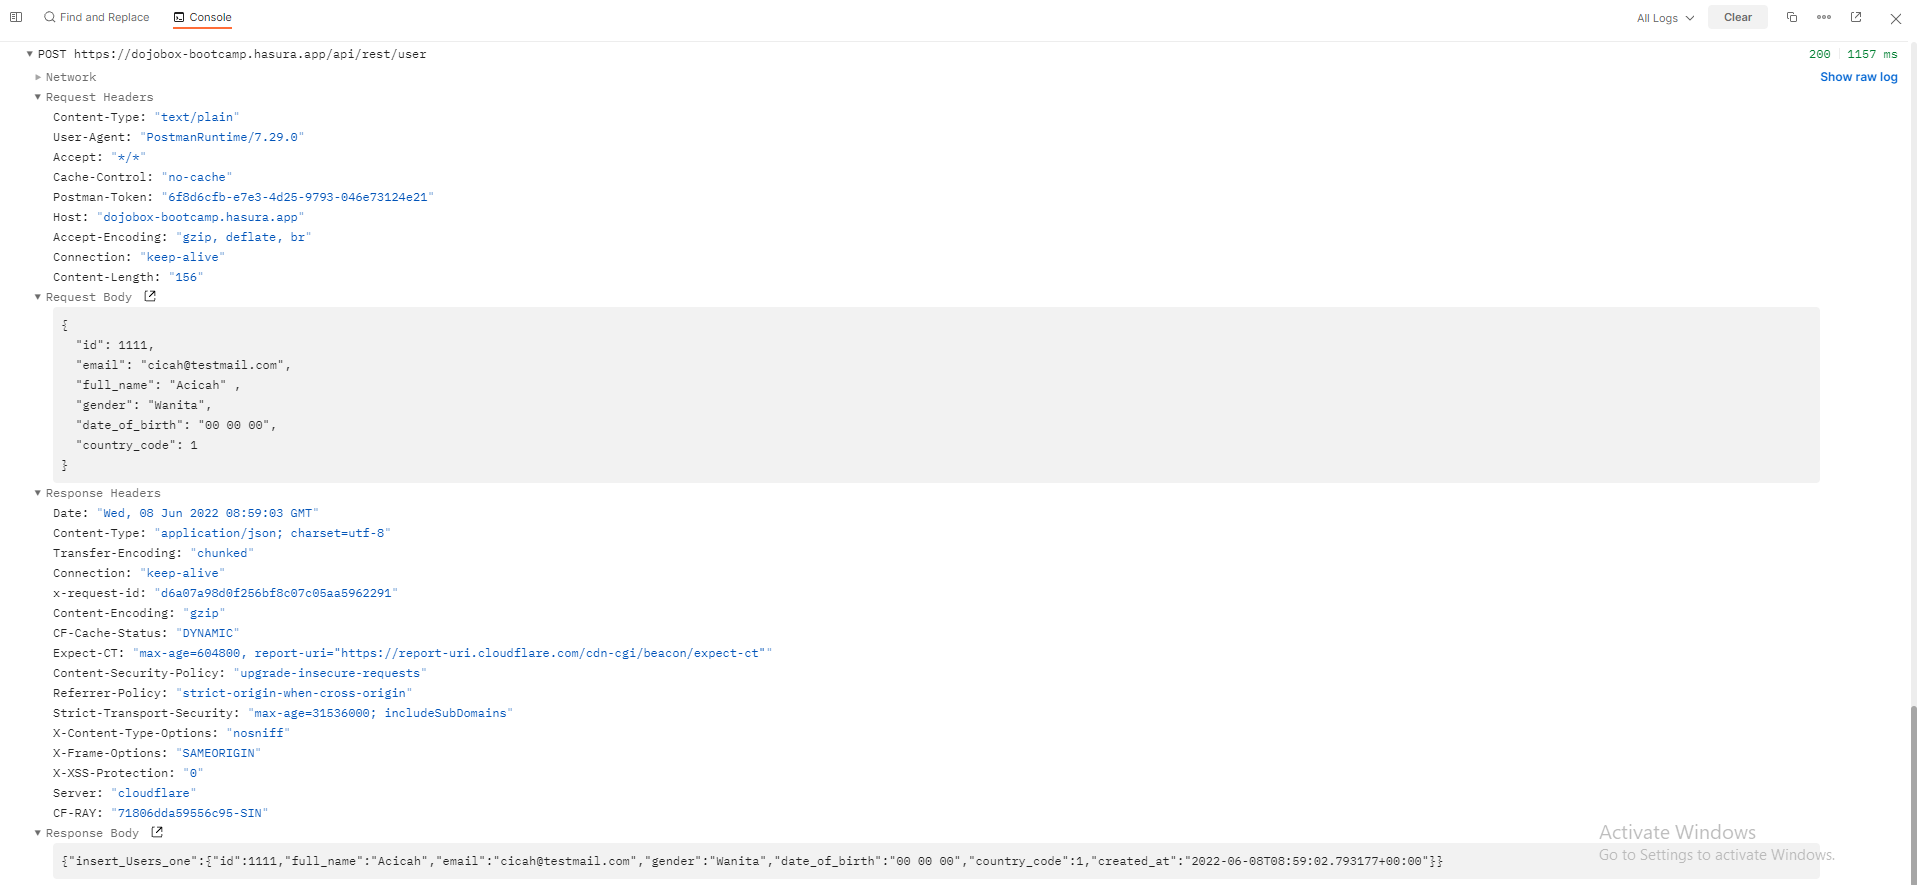 Find and Replace Console All Logs Clear
POST https://dojobox-bootcamp.hasura.app/api/rest/user 200 1157 ms
Network Show raw log
Request Headers
Content-Type: "text/plain"
User-Agent: "PostmanRuntime/7.29.0"
Accept: "*/*"
Cache-Control: "no-cache"
Postman-Token: "6f8d6cfb-e7e3-4d25-9793-046e73124e21"
Host: "dojobox-bootcamp.hasura.app"
Accept-Encoding: "gzip, deflate, br"
Connection: "keep-alive"
Content-Length: "156"
Request Body
{
"id": 1111,
"email": "cicah@testmail.com",
"full_name": "Acicah" ,
"gender": "Wanita",
"date_of_birth": "00 00 00",
"country_code": 1
}
Response Headers
Date: "Wed, 08 Jun 2022 08:59:03 GMT"
Content-Type: "application/json; charset=utf-8"
Transfer-Encoding: "chunked"
Connection: "keep-alive"
x-request-id: "d6a07a98d0f256bf8c07c05aa5962291"
Content-Encoding: "gzip"
CF-Cache-Status: "DYNAMIC"
Expect-CT: "max-age=604800, report-uri="https://report-uri.cloudflare.com/cdn-cgi/beacon/expect-ct""
Content-Security-Policy: "upgrade-insecure-requests"
Referrer-Policy: "strict-origin-when-cross-origin"
Strict-Transport-Security: "max-age=31536000; includeSubDomains"
X-Content-Type-Options: "nosniff"
X-Frame-Options: "SAMEORIGIN"
X-XSS-Protection: "0"
Server: "cloudflare"
CF-RAY: "71806dda59556c95-SIN"
Response Body
{"insert_Users_one":{"id":1111,"full_name":"Acicah","email":"cicah@testmail.com","gender":"Wanita","date_of_birth":"00 00 00","country_code":1,"created_at":"2022-06-08T08:59:02.793177+00:00"}}
Activate Windows
Go to Settings to activate Windows.